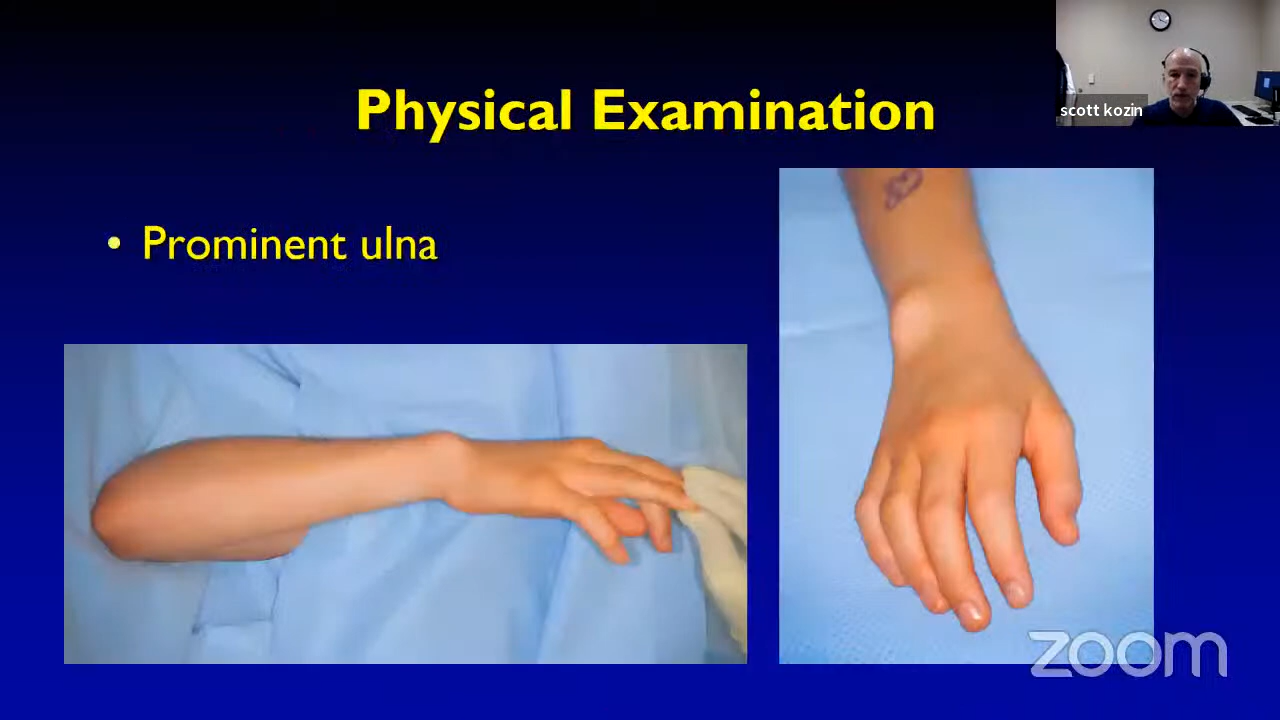 Physical Examination
scott kozin
• Prominent ulna
zoom